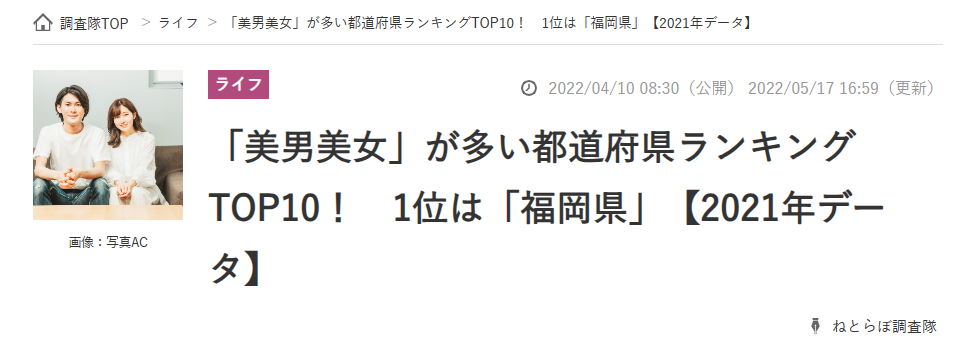 調査隊TOP > ライフ > 「美男美女」が多い都道府県ランキングTOP10！　1位は「福岡県」【2021年データ】
ライフ
2022/04/10 08:30（公開） 2022/05/17 16:59（更新）
「美男美女」が多い都道府県ランキング
TOP10！　1位は「福岡県」【2021年デー
タ】
画像：写真AC
ねとらぼ調査隊